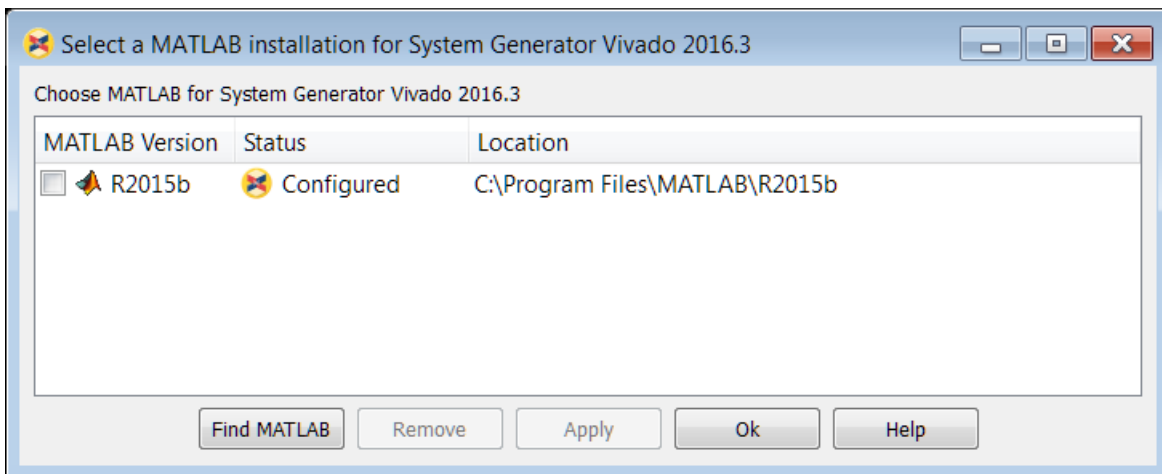 Select a MATLAB installation for System Generator Vivado 2016.3
Choose MATLAB for System Generator Vivado 2016.3
MATLAB Version Status Location
R2015b Configured C:\Program Files\MATLAB\R2015b
Find MATLAB Remove Apply Ok Help